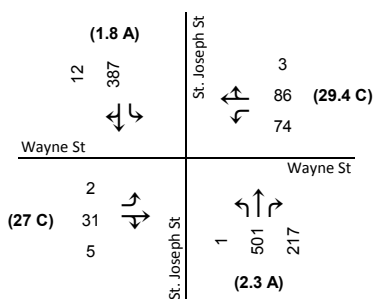 (1.8 A)
12
387
St. Joseph St
3
86
(29.4 C)
74
Wayne St
Wayne St
2
31
(27 C)
5
St. Joseph St
1
501
217
(2.3 A)